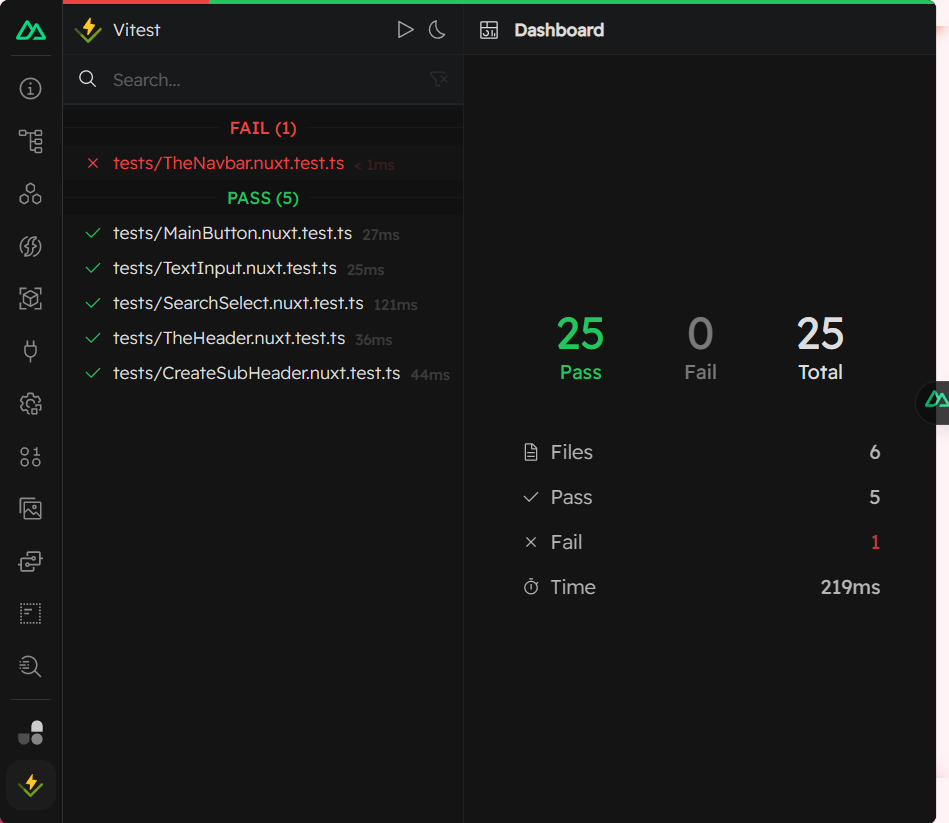 Vitest
Dashboard
Search...
FAIL (1)
tests/TheNavbar.nuxt.test.ts < 1ms
PASS (5)
tests/MainButton.nuxt.test.ts 27ms
tests/TextInput.nuxt.test.ts 25ms
tests/SearchSelect.nuxt.test.ts 121ms
tests/TheHeader.nuxt.test.ts 36ms
tests/CreateSubHeader.nuxt.test.ts 44ms
25 0 25
Pass Fail Total
Files 6
Pass 5
Fail 1
Time 219ms